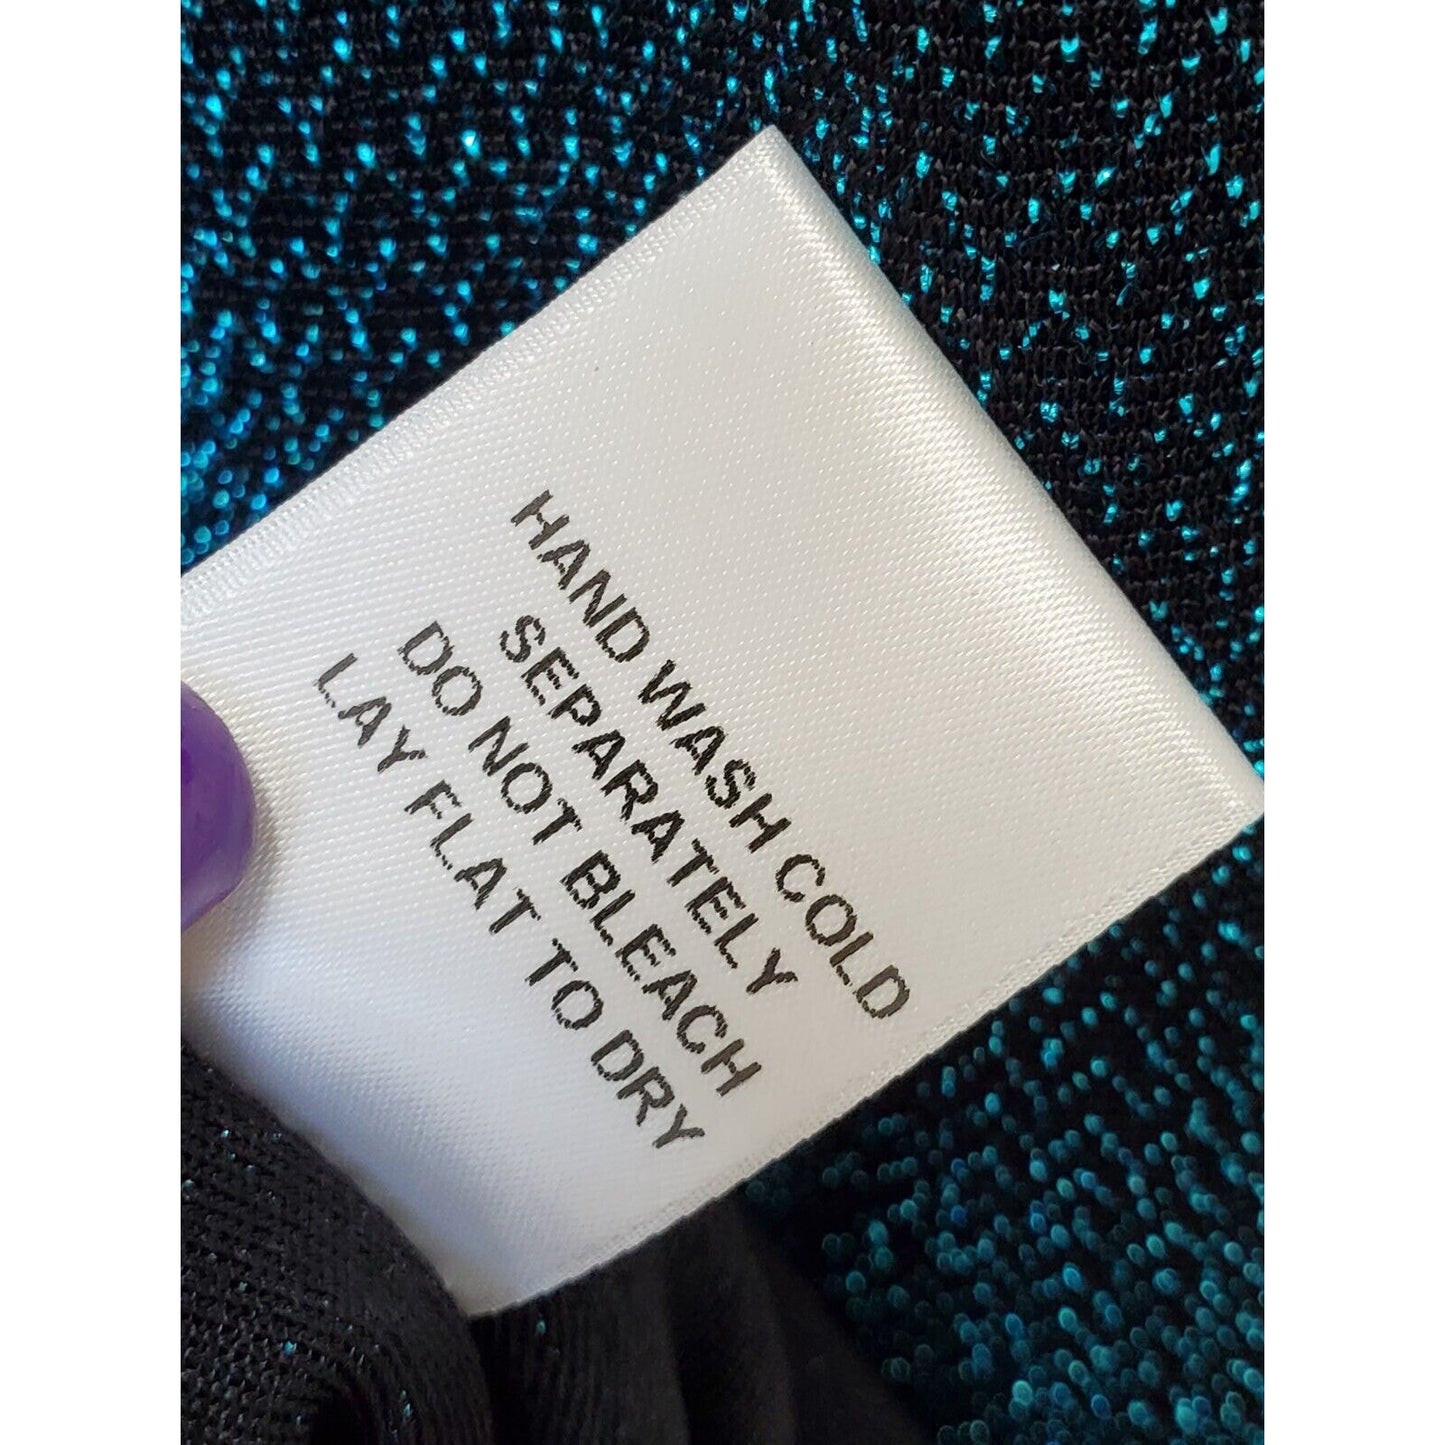 HAND WASH COLD
SEPARATELY
DO NOT BLEACH
LAY FLAT TO DRY